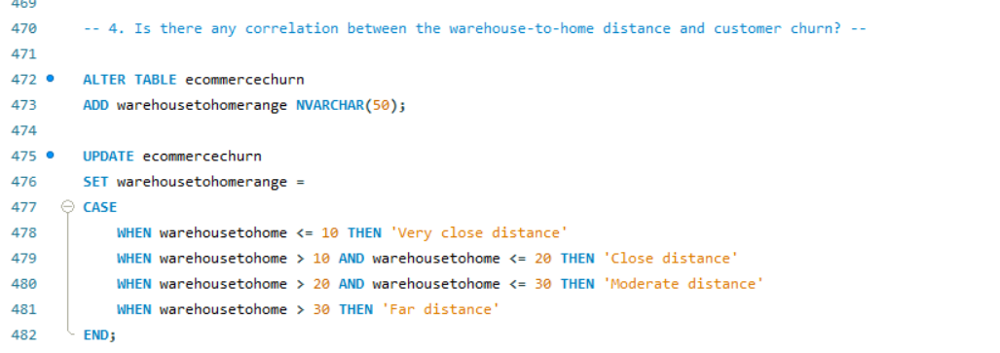 469
470 -- 4. Is there any correlation between the warehouse-to-home distance and customer churn? --
471
472 ALTER TABLE ecommercechurn
473 ADD warehousetohomerange NVARCHAR(50);
474
475 UPDATE ecommercechurn
476 SET warehousetohomerange =
477 CASE
478 WHEN warehousetohome <= 10 THEN 'Very close distance'
479 WHEN warehousetohome > 10 AND warehousetohome <= 20 THEN 'Close distance'
480 WHEN warehousetohome > 20 AND warehousetohome <= 30 THEN 'Moderate distance'
481 WHEN warehousetohome > 30 THEN 'Far distance'
482 END;